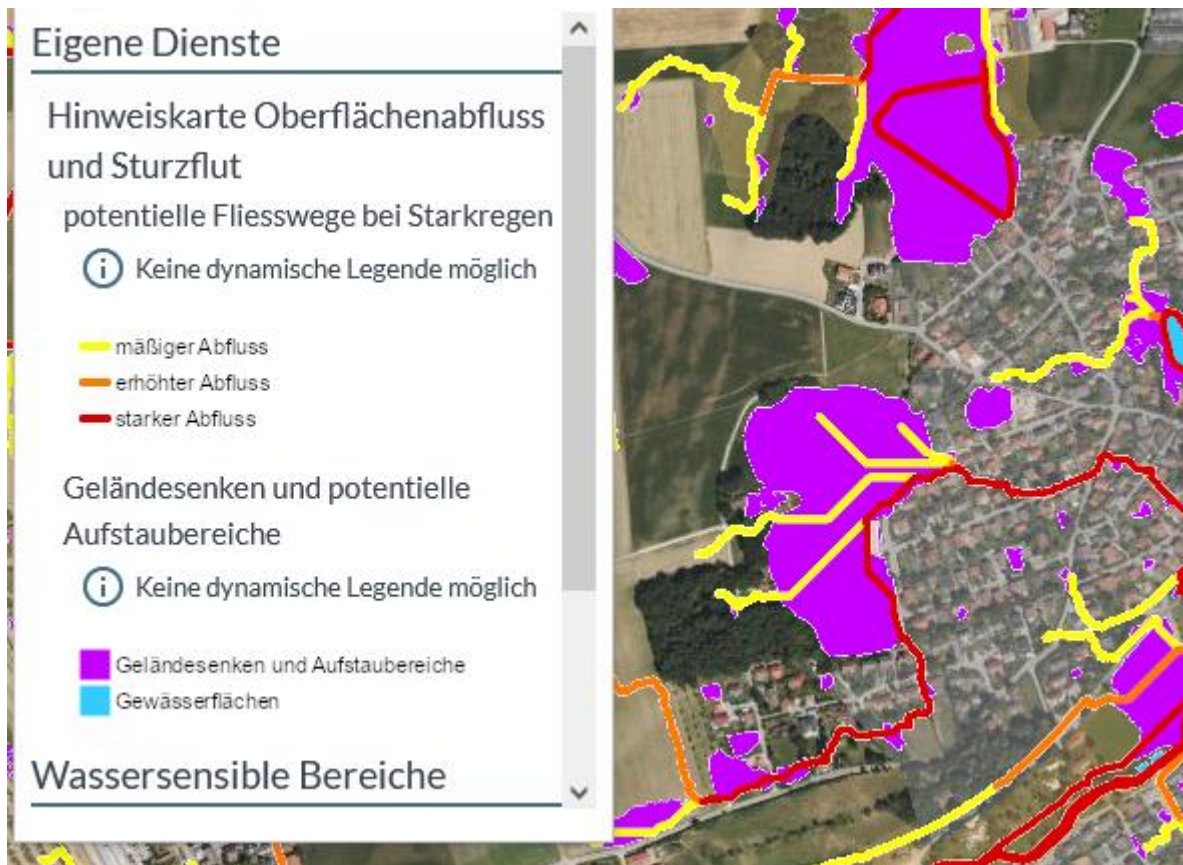 Eigene Dienste
Hinweiskarte Oberflächenabfluss
und Sturzflut
potentielle Fliesswege bei Starkregen
i Keine dynamische Legende möglich
mäßiger Abfluss
erhöhter Abfluss
starker Abfluss
Geländesenken und potentielle
Aufstaubereiche
i Keine dynamische Legende möglich
Geländesenken und Aufstaubereiche
Gewässerflächen
Wassersensible Bereiche